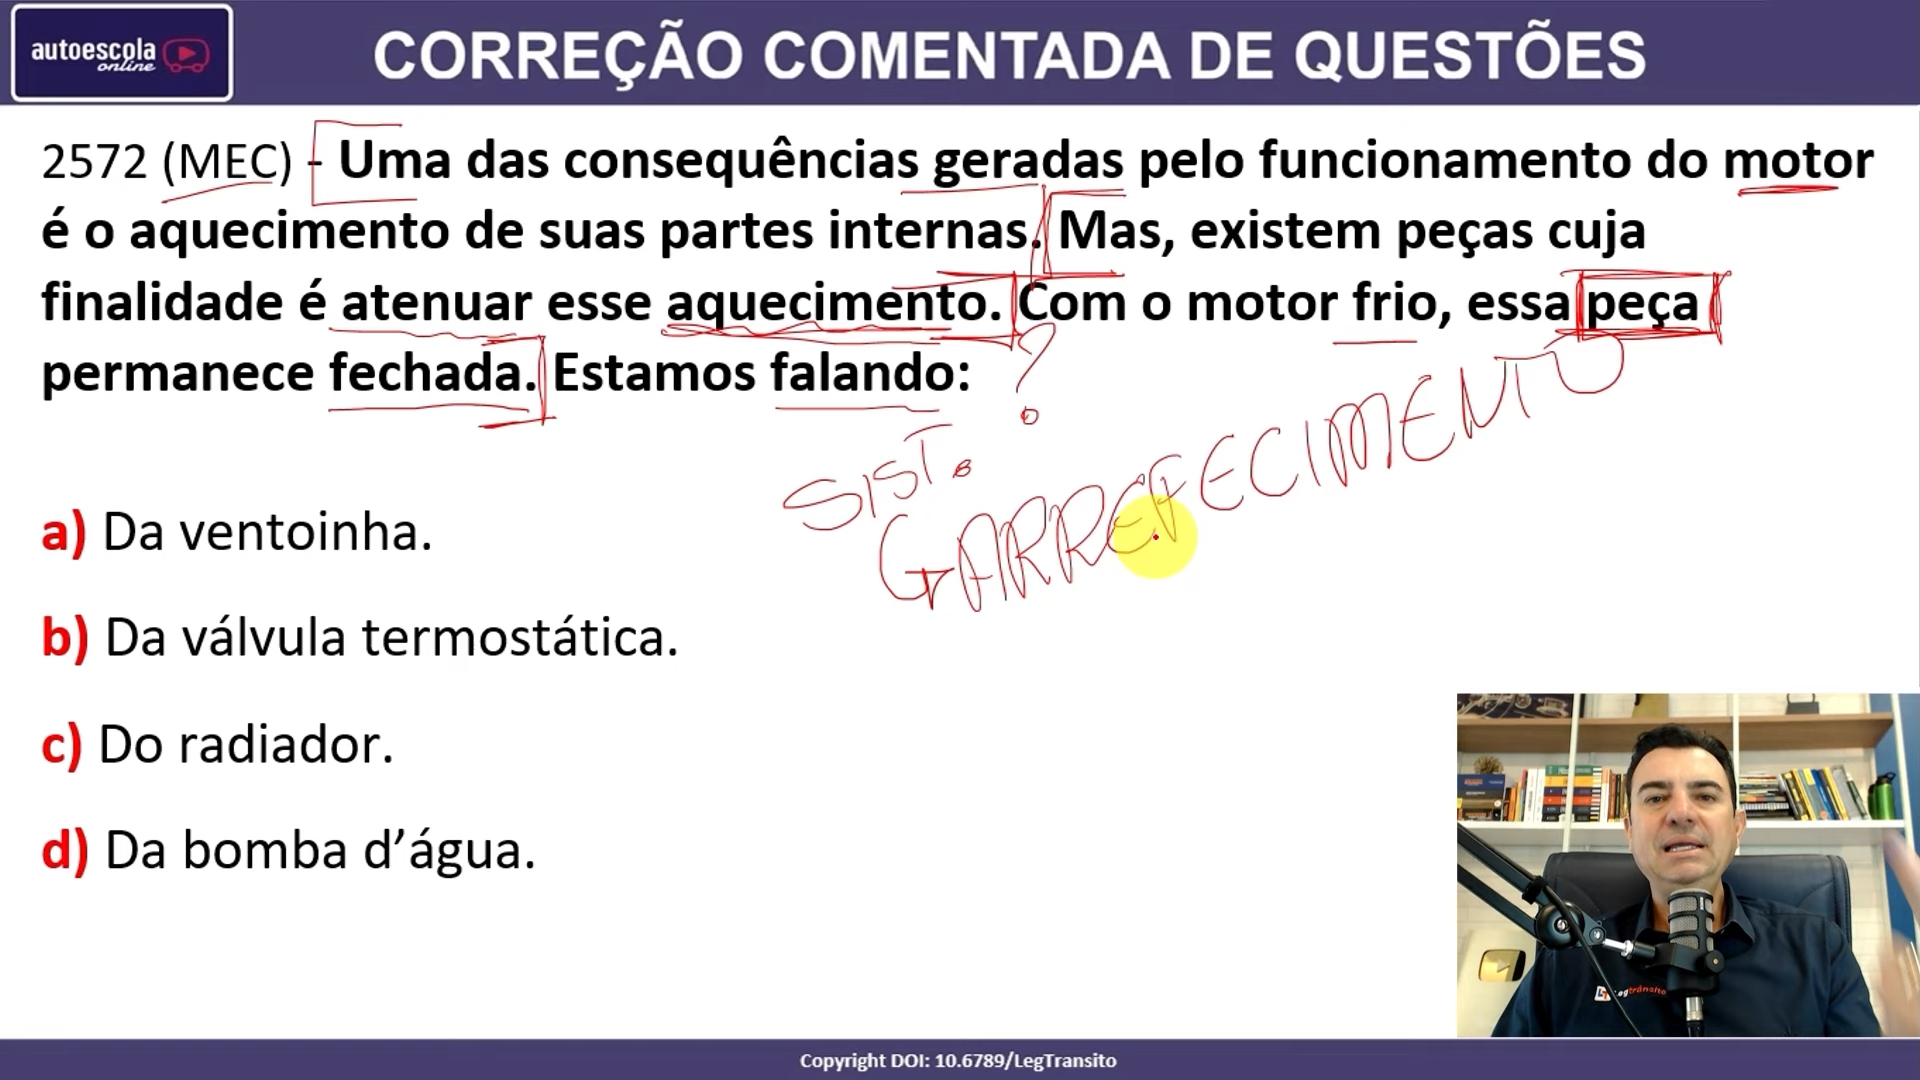 autoescola
online
CORREÇÃO COMENTADA DE QUESTÕES
2572 (MEC) - Uma das consequências geradas pelo funcionamento do motor
é o aquecimento de suas partes internas. Mas, existem peças cuja
finalidade é atenuar esse aquecimento. Com o motor frio, essa peça
permanece fechada. Estamos falando:
?
SIST.
GARREFECIMENTO
a) Da ventoinha.
b) Da válvula termostática.
c) Do radiador.
d) Da bomba d’água.
Legtrânsito
Copyright DOI: 10.6789/LegTransito